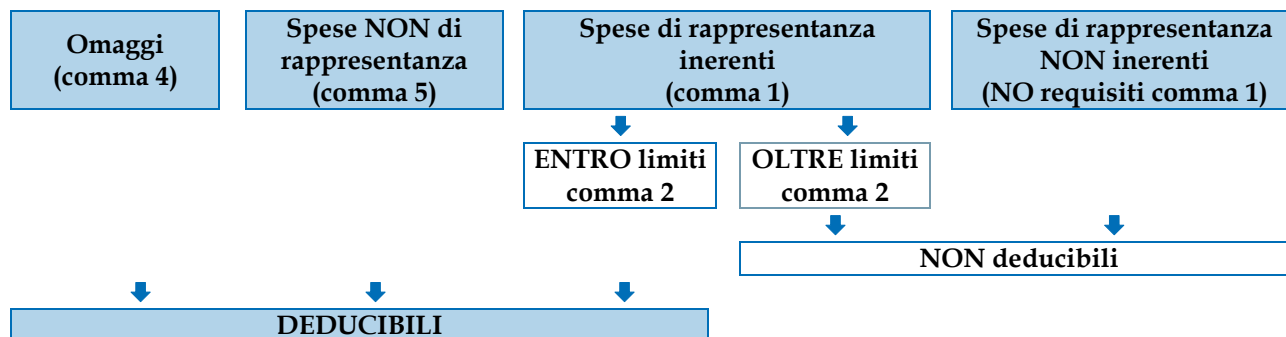 Omaggi
(comma 4)
Spese NON di
rappresentanza
(comma 5)
Spese di rappresentanza
inerenti
(comma 1)
Spese di rappresentanza
NON inerenti
(NO requisiti comma 1)
ENTRO limiti
comma 2
OLTRE limiti
comma 2
NON deducibili
DEDUCIBILI